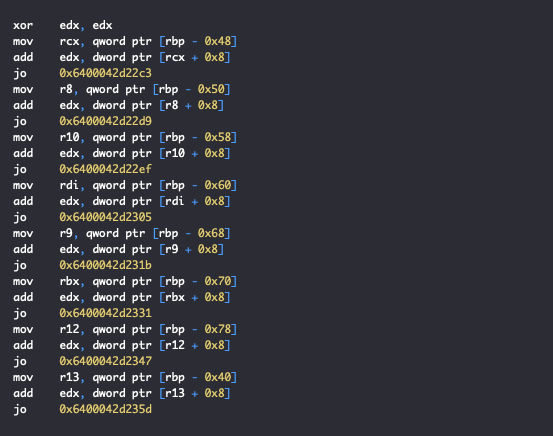 xor edx, edx
mov rcx, qword ptr [rbp - 0x48]
add edx, dword ptr [rcx + 0x8]
jo 0x6400042d22c3
mov r8, qword ptr [rbp - 0x50]
add edx, dword ptr [r8 + 0x8]
jo 0x6400042d22d9
mov r10, qword ptr [rbp - 0x58]
add edx, dword ptr [r10 + 0x8]
jo 0x6400042d22ef
mov rdi, qword ptr [rbp - 0x60]
add edx, dword ptr [rdi + 0x8]
jo 0x6400042d2305
mov r9, qword ptr [rbp - 0x68]
add edx, dword ptr [r9 + 0x8]
jo 0x6400042d231b
mov rbx, qword ptr [rbp - 0x70]
add edx, dword ptr [rbx + 0x8]
jo 0x6400042d2331
mov r12, qword ptr [rbp - 0x78]
add edx, dword ptr [r12 + 0x8]
jo 0x6400042d2347
mov r13, qword ptr [rbp - 0x40]
add edx, dword ptr [r13 + 0x8]
jo 0x6400042d235d